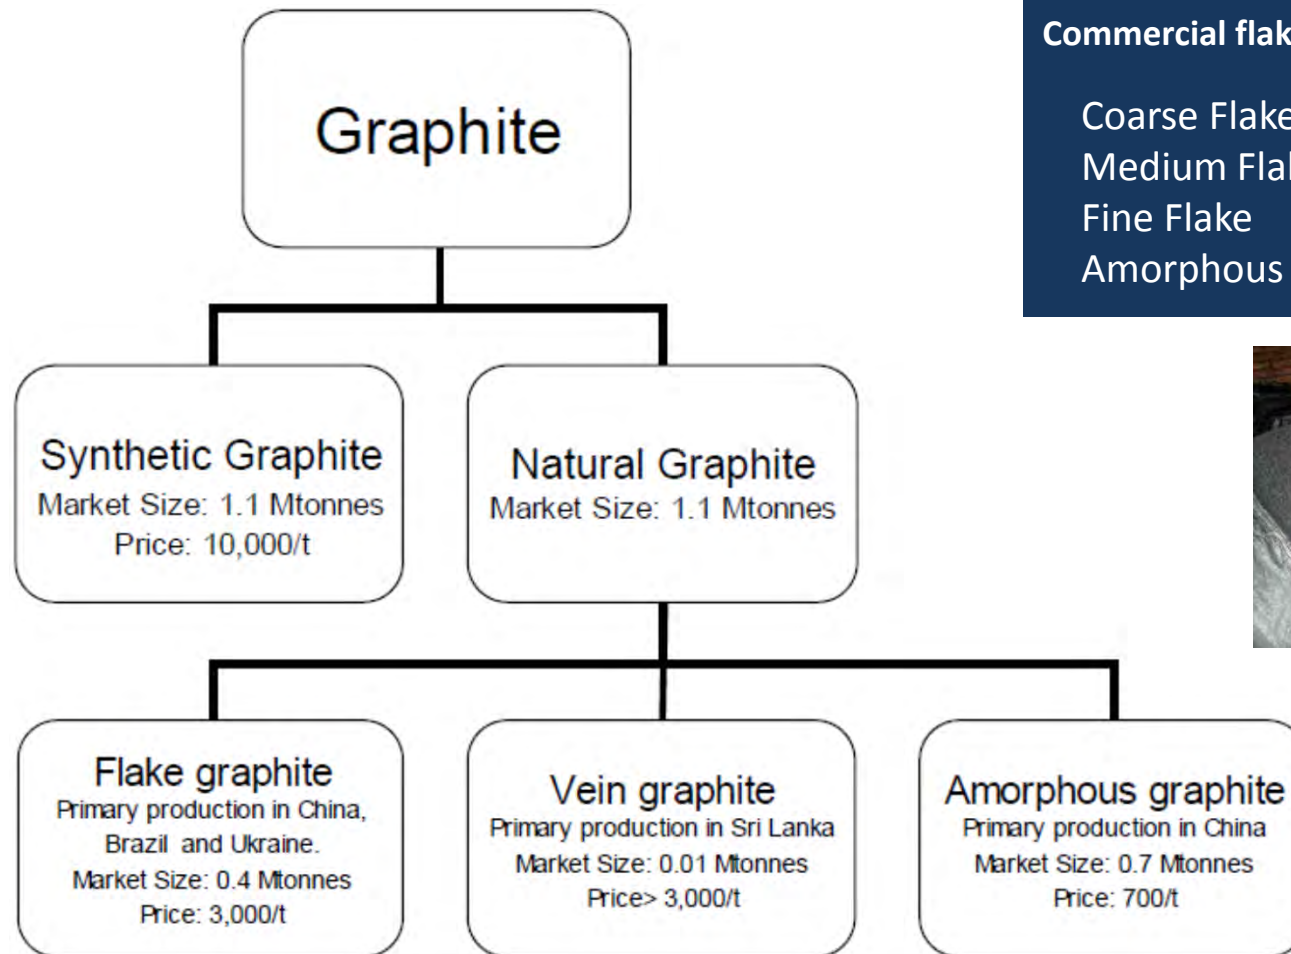 Graphite
Commercial
Coarse Flake
Medium
Fine Flake
Amorphous
Synthetic Graphite
Market Size: 1.1 Mtonnes
Price: 10,000/t
Natural Graphite
Market Size: 1.1 Mtonnes
Flake graphite
Primary production in China,
Brazil and Ukraine.
Market Size: 0.4 Mtonnes
Price: 3,000/t
Vein graphite
Primary production in Sri Lanka
Market Size: 0.01 Mtonnes
Price> 3,000/t
Amorphous graphite
Primary production in China
Market Size: 0.7 Mtonnes
Price: 700/t